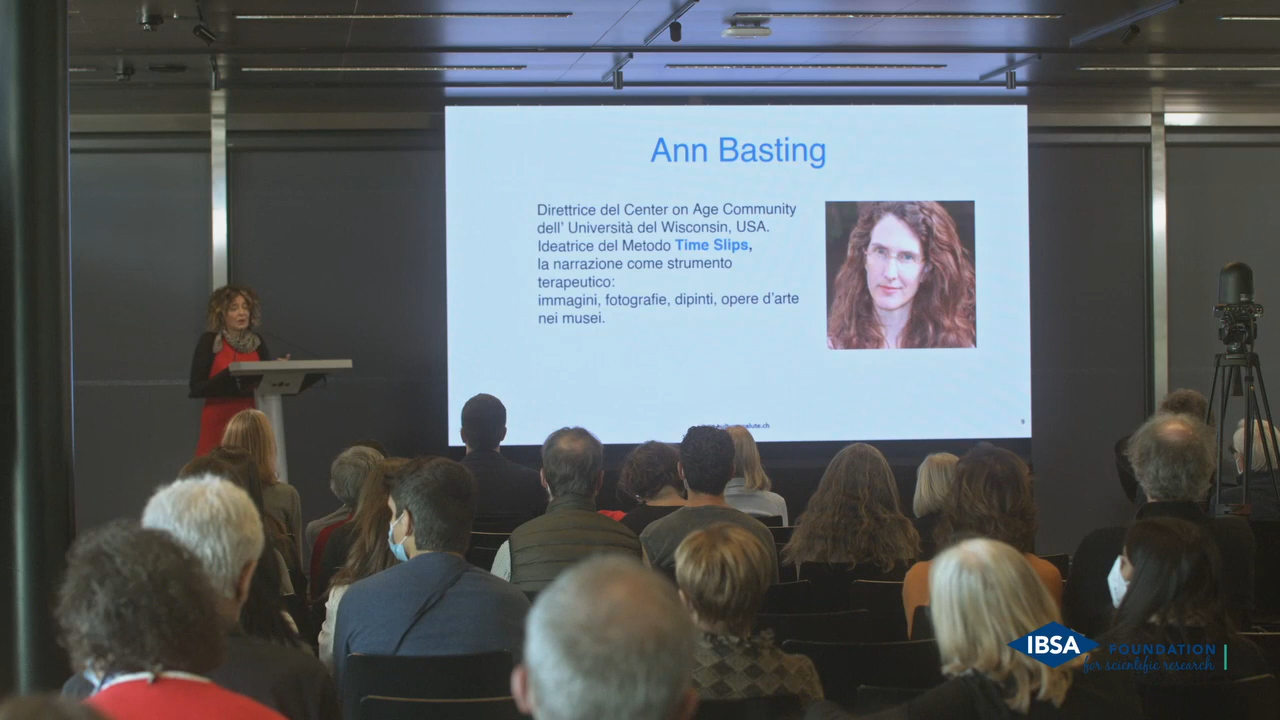 Ann Basting
Direttrice del Center on Age Community
dell' Università del Wisconsin, USA.
Ideatrice del Metodo Time Slips,
la narrazione come strumento
terapeutico:
immagini, fotografie, dipinti, opere d'arte
nei musei.
9
IBSA
FOUNDATION
for scientific research